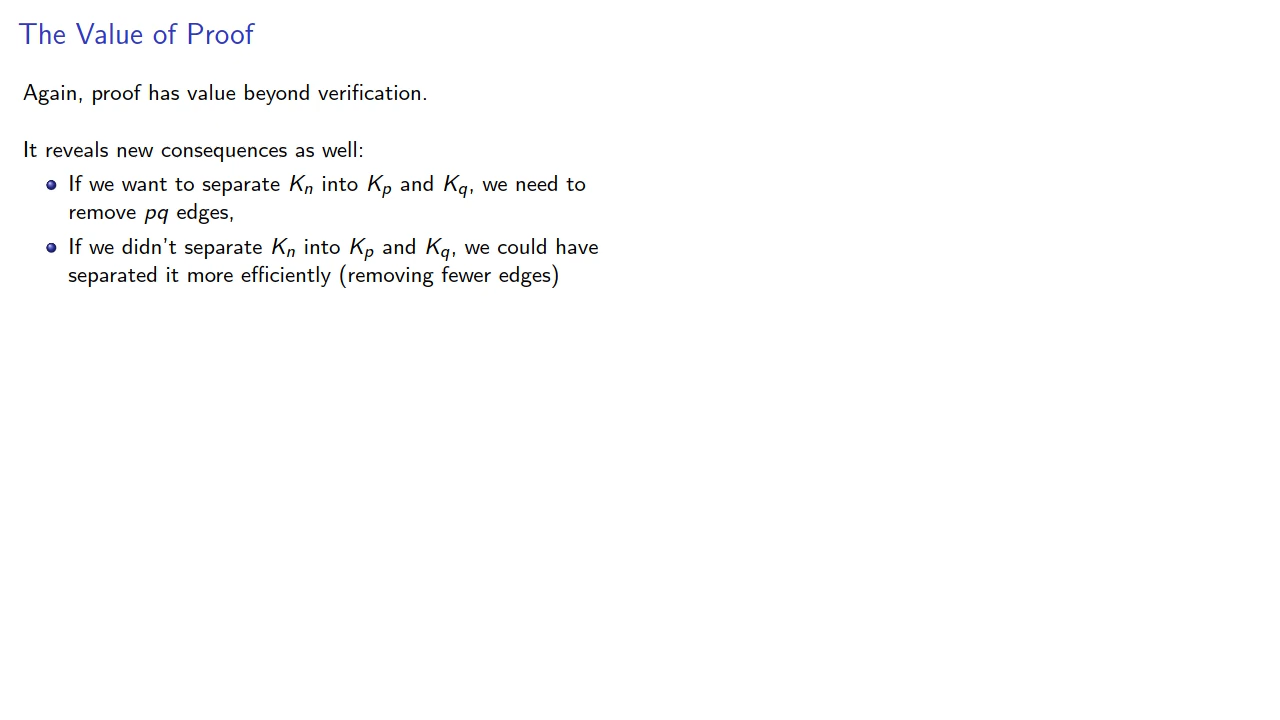 The Value of Proof
Again, proof has value beyond verification.
It reveals new consequences as well:
If we want to separate Kn into Kp and Kq, we need to
remove pq edges,
If we didn't separate Kn into Kp and Kq, we could have
separated it more efficiently (removing fewer edges)